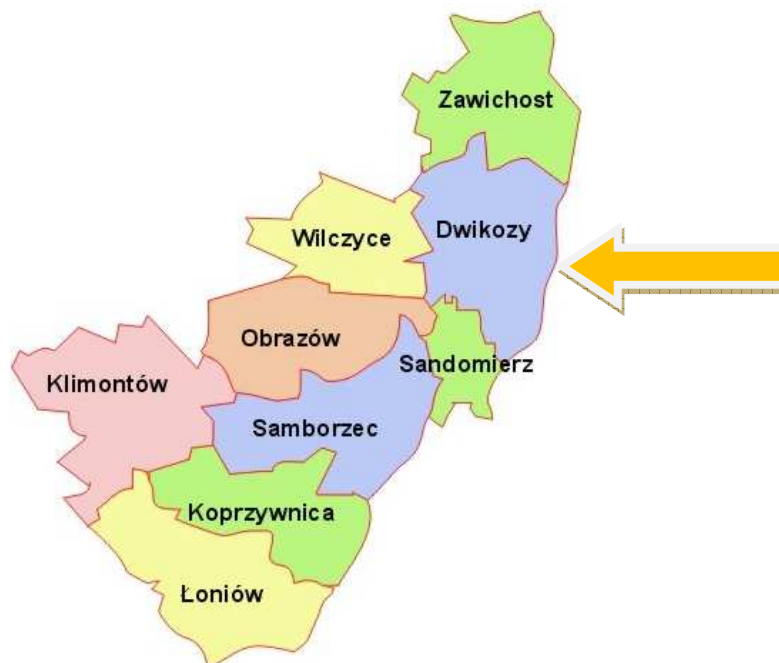 Zawichost
Dwikozy
Wilczyce
Obrazów
Sandomierz
Klimontów
Samborzec
Koprzywnica
Łoniów